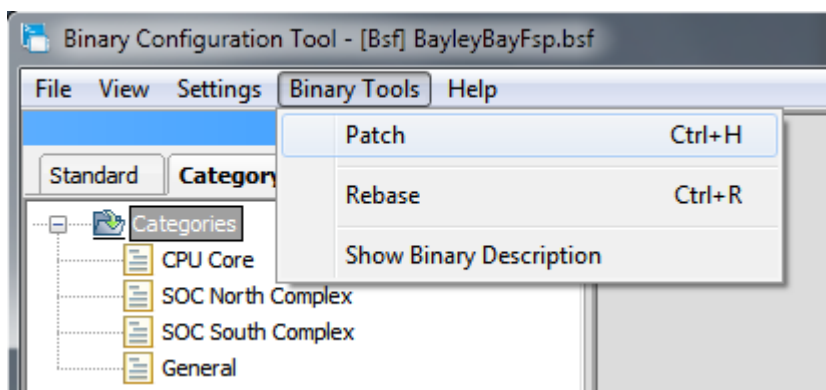 Binary Configuration Tool - [Bsf] BayleyBayFsp.bsf
File View Settings Binary Tools Help
Patch Ctrl+H
Standard Category
Rebase Ctrl+R
Categories
CPU Core
Show Binary Description
SOC North Complex
SOC South Complex
General